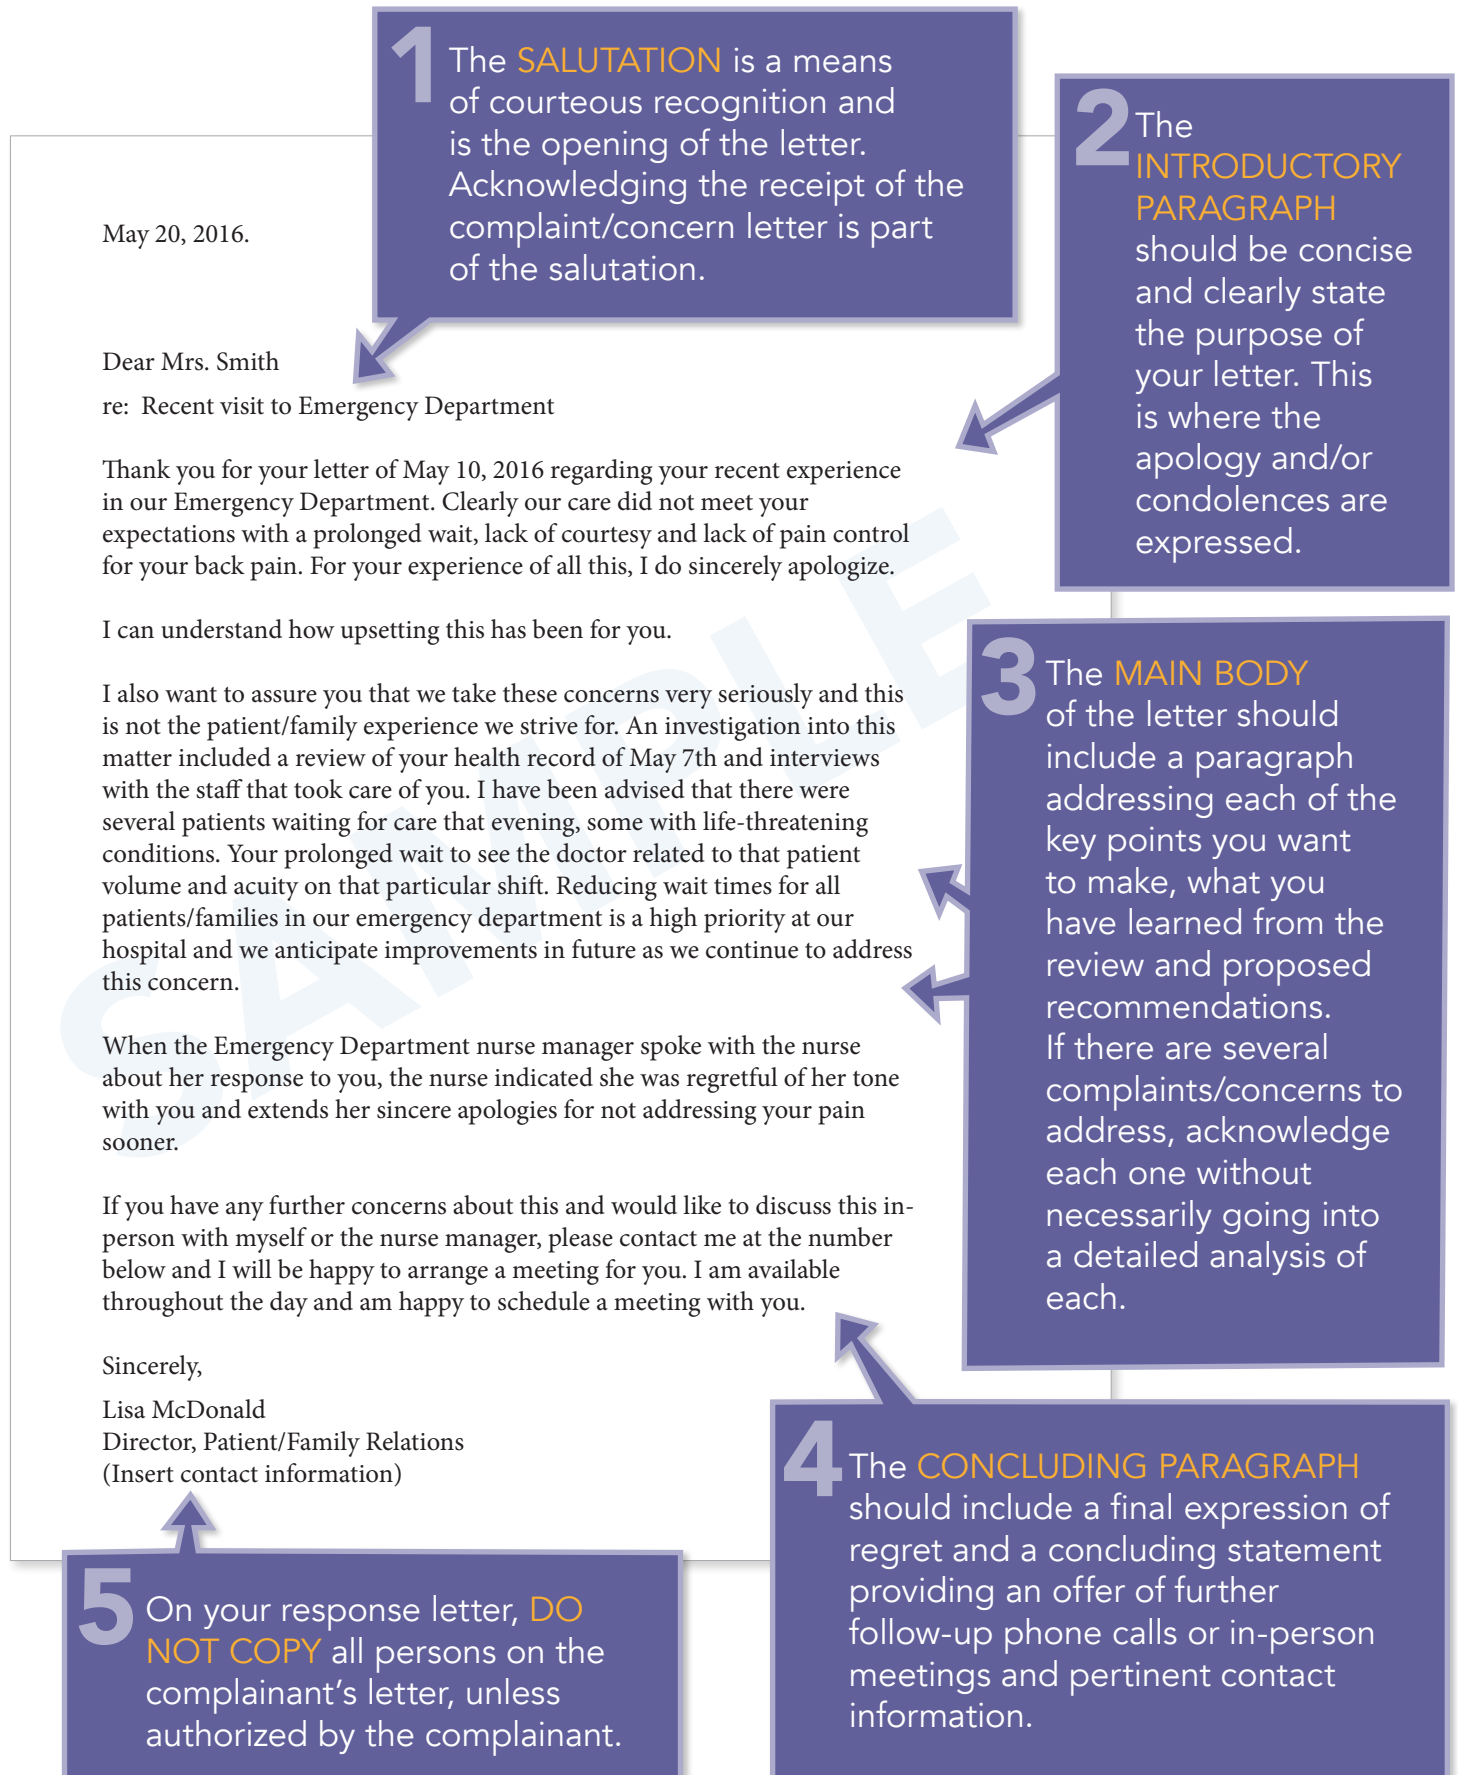 1
The SALUTATION is a means
of courteous recognition and
is the opening of the letter.
Acknowledging the receipt of the
complaint/concern letter is part
of the salutation.
2
The
INTRODUCTORY
PARAGRAPH
should be concise
and clearly state
the purpose of
your letter. This
is where the
apology and/or
condolences are
expressed.
May 20, 2016.
Dear Mrs. Smith
re: Recent visit to Emergency Department
Thank you for your letter of May 10, 2016 regarding your recent experience
in our Emergency Department. Clearly our care did not meet your
expectations with a prolonged wait, lack of courtesy and lack of pain control
for your back pain. For your experience of all this, I do sincerely apologize.
I can understand how upsetting this has been for you.
I also want to assure you that we take these concerns very seriously and this
is not the patient/family experience we strive for. An investigation into this
matter included a review of your health record of May 7th and interviews
with the staff that took care of you. I have been advised that there were
several patients waiting for care that evening, some with life-threatening
conditions. Your prolonged wait to see the doctor related to that patient
volume and acuity on that particular shift. Reducing wait times for all
patients/families in our emergency department is a high priority at our
hospital and we anticipate improvements in future as we continue to address
this concern.
When the Emergency Department nurse manager spoke with the nurse
about her response to you, the nurse indicated she was regretful of her tone
with you and extends her sincere apologies for not addressing your pain
sooner.
If you have any further concerns about this and would like to discuss this in-
person with myself or the nurse manager, please contact me at the number
below and I will be happy to arrange a meeting for you. I am available
throughout the day and am happy to schedule a meeting with you.
Sincerely,
Lisa McDonald
Director, Patient/Family Relations
(Insert contact information)
SAMPLE
3
The MAIN BODY
of the letter should
include a paragraph
addressing each of the
key points you want
to make, what you
have learned from the
review and proposed
recommendations.
If there are several
complaints/concerns to
address, acknowledge
each one without
necessarily going into
a detailed analysis of
each.
4
The CONCLUDING PARAGRAPH
should include a final expression of
regret and a concluding statement
providing an offer of further
follow-up phone calls or in-person
meetings and pertinent contact
information.
5
On your response letter, DO
NOT COPY all persons on the
complainant's letter, unless
authorized by the complainant.